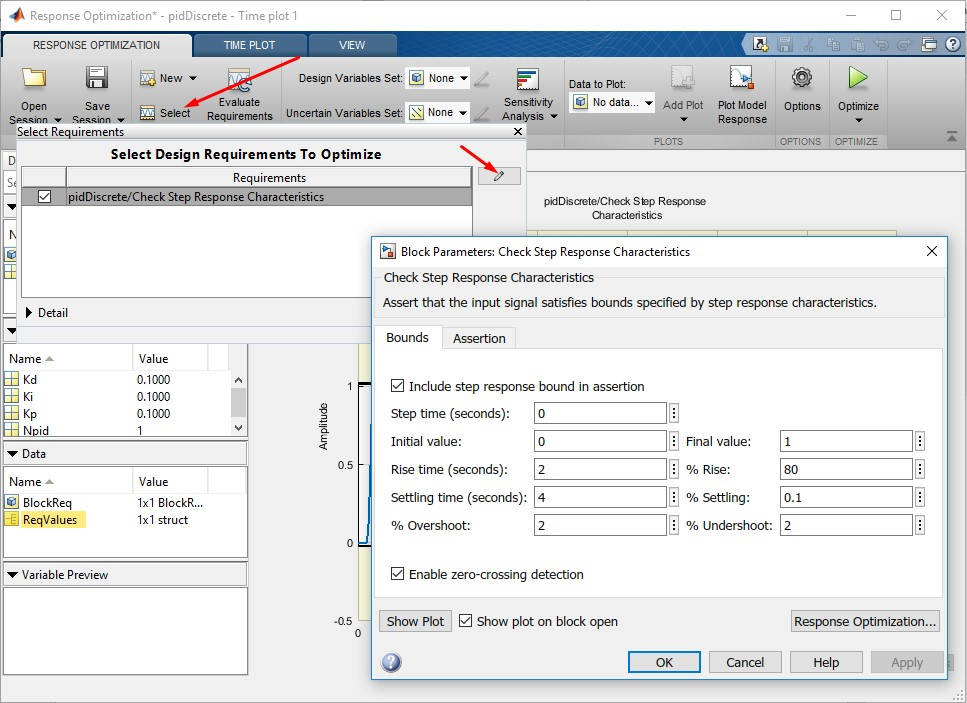 Response Optimization* - pidDiscrete - Time plot 1
RESPONSE OPTIMIZATION
TIME PLOT
VIEW
Open
Session
Save
Session
New
Select
Evaluate
Requirements
Design Variables Set:
None
Uncertain Variables Set:
None
Sensitivity
Analysis
Data to Plot:
No data...
Add Plot
Plot Model
Response
Options
Optimize
PLOTS
OPTIONS
OPTIMIZE
Select Requirements
Select Design Requirements To Optimize
Requirements
pidDiscrete/Check Step Response Characteristics
Detail
pidDiscrete/Check Step Response
Characteristics
Name
Value
Kd
0.1000
Ki
0.1000
Kp
0.1000
Npid
1
Data
Name
Value
BlockReq
1x1 BlockR...
ReqValues
1x1 struct
Variable Preview
Amplitude
1
0.5
0
-0.5
0
Block Parameters: Check Step Response Characteristics
Check Step Response Characteristics
Assert that the input signal satisfies bounds specified by step response characteristics.
Bounds
Assertion
Include step response bound in assertion
Step time (seconds):
0
Initial value:
0
Final value:
1
Rise time (seconds):
2
% Rise:
80
Settling time (seconds):
4
% Settling:
0.1
% Overshoot:
2
% Undershoot:
2
Enable zero-crossing detection
Show Plot
Show plot on block open
Response Optimization...
OK
Cancel
Help
Apply